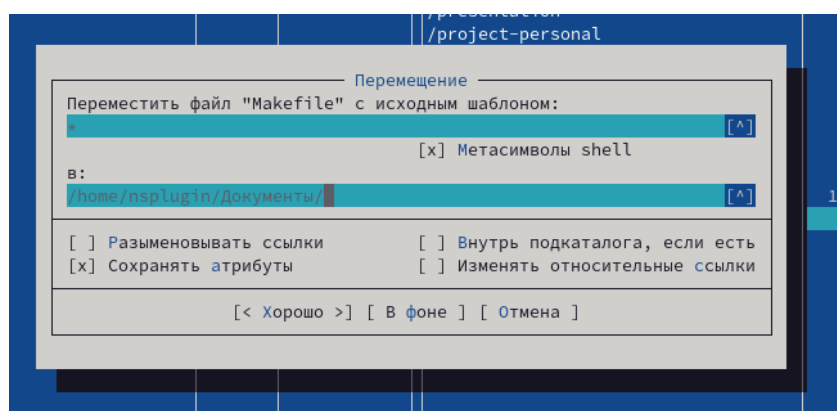 /presentation
/project-personal
Перемещение
Переместить файл "Makefile" с исходным шаблоном:
* [^]
[x] Метасимволы shell
в:
/home/nsplugin/Документы/ [^]
1
[ ] Разыменовывать ссылки [ ] Внутрь подкаталога, если есть
[x] Сохранять атрибуты [ ] Изменять относительные ссылки
[< Хорошо >] [ В фоне ] [ Отмена ]